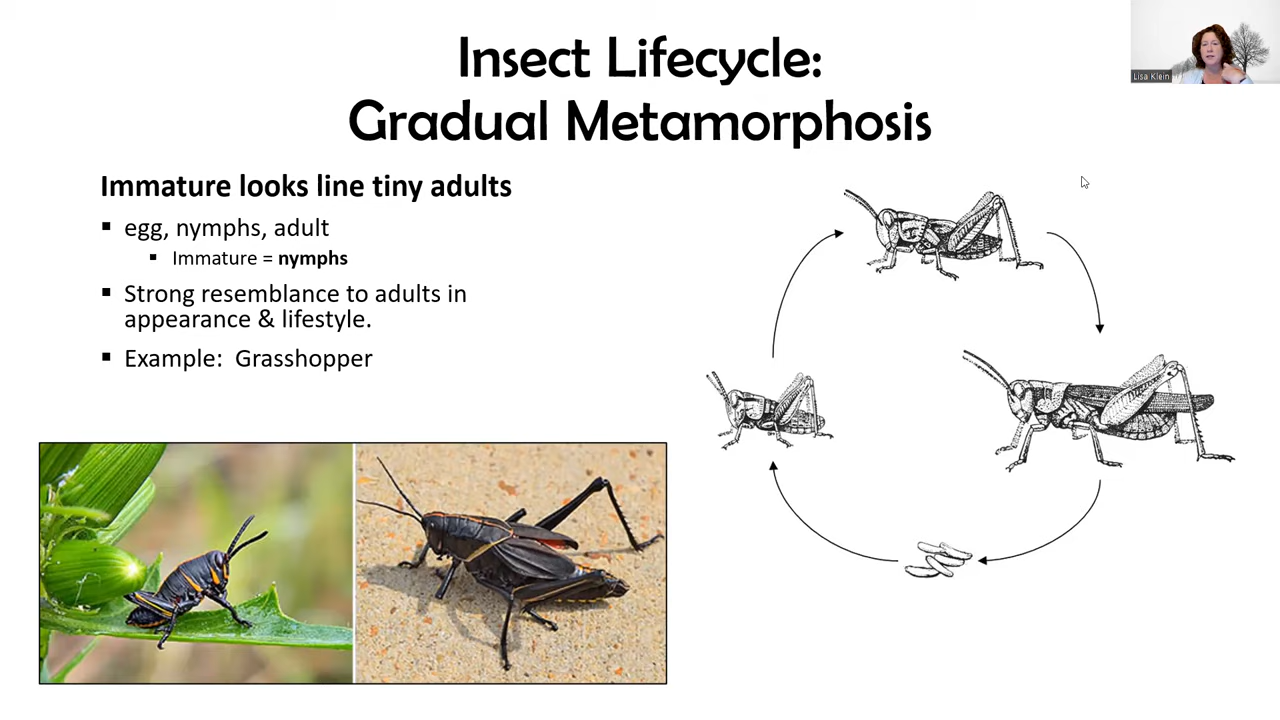 Insect Lifecycle:
Gradual Metamorphosis
Lisa Klein
Immature looks line tiny adults
▪ egg, nymphs, adult
▪ Immature = nymphs
▪ Strong resemblance to adults in
appearance & lifestyle.
▪ Example: Grasshopper